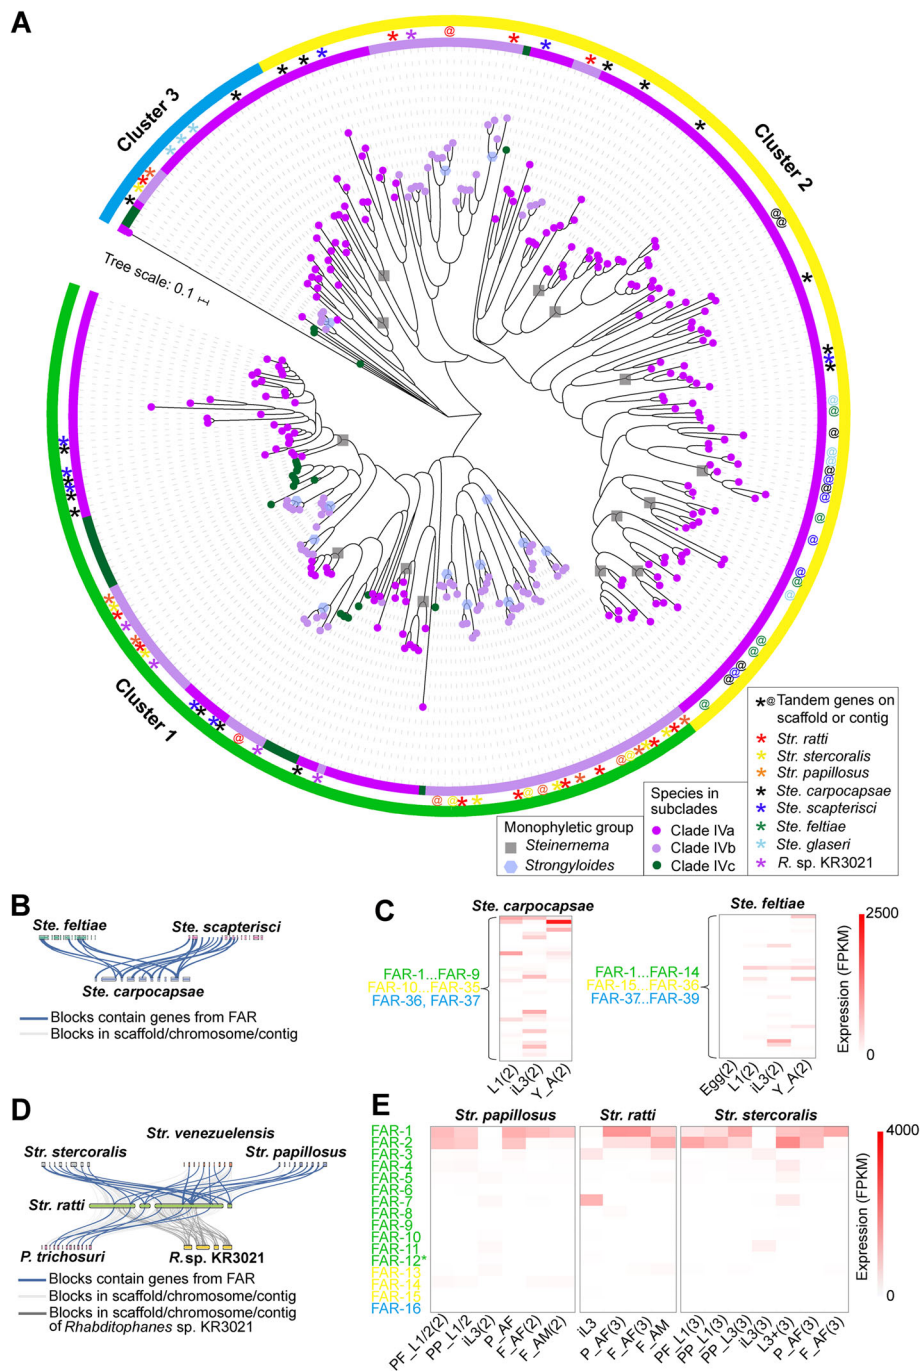 A
Cluster 3
Cluster 2
Tree scale: 0.1
Cluster 1
*@ Tandem genes on
scaffold or contig
* Str. ratti
* Str. stercoralis
* Str. papillosus
* Ste. carpocapsae
* Ste. scapterisci
* Ste. feltiae
* Ste. glaseri
* R. sp. KR3021
Species in
subclades
Clade IVa
Clade IVb
Clade IVc
Monophyletic group
Steinernema
Strongyloides
B
Ste. feltiae
Ste. scapterisci
Ste. carpocapsae
Blocks contain genes from FAR
Blocks in scaffold/chromosome/contig
C
Ste. carpocapsae
FAR-1...FAR-9
FAR-10...FAR-35
FAR-36, FAR-37
L1(2)
iL3(2)
Y_A(2)
Ste. feltiae
FAR-1...FAR-14
FAR-15...FAR-36
FAR-37...FAR-39
Egg(2)
L1(2)
iL3(2)
Y_A(2)
2500
Expression (FPKM)
0
D
Str. venezuelensis
Str. stercoralis
Str. papillosus
Str. ratti
P. trichosuri
R. sp. KR3021
Blocks contain genes from FAR
Blocks in scaffold/chromosome/contig
Blocks in scaffold/chromosome/contig
of Rhabditophanes sp. KR3021
E
Str. papillosus
Str. ratti
Str. stercoralis
FAR-1
FAR-2
FAR-3
FAR-4
FAR-5
FAR-6
FAR-7
FAR-8
FAR-9
FAR-10
FAR-11
FAR-12*
FAR-13
FAR-14
FAR-15
FAR-16
PF_L1/2(2)
PP_L1/2
iL3(2)
P_AF
F_AF(2)
F_AM(2)
iL3
P_AF(3)
F_AF(3)
F_AM
PF_L1(3)
PP_L1(3)
PP_L3(3)
iL3(3)
L3+(3)
P_AF(3)
F_AF(3)
4000
Expression (FPKM)
0